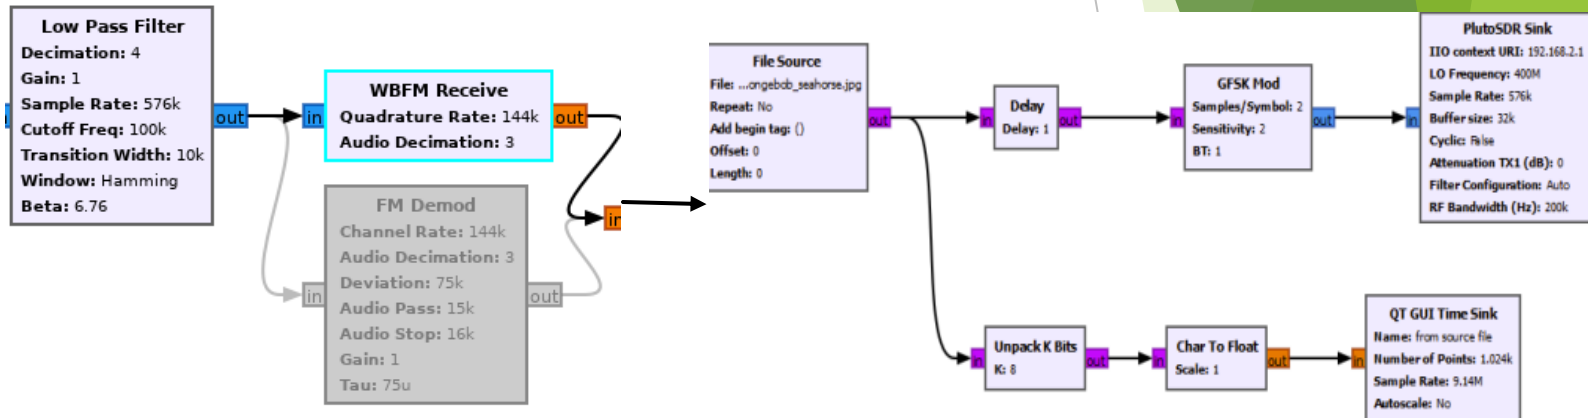 Low Pass Filter
Decimation: 4
Gain: 1
Sample Rate: 576k
Cutoff Freq: 100k
Transition Width: 10k
Window: Hamming
Beta: 6.76
out
in
WBFM Receive
Quadrature Rate: 144k
Audio Decimation: 3
out
in
FM Demod
Channel Rate: 144k
Audio Decimation: 3
Deviation: 75k
Audio Pass: 15k
Audio Stop: 16k
Gain: 1
Tau: 75u
out
in
File Source
File: ...ongebob_seahorse.jpg
Repeat: No
Add begin tag: ()
Offset: 0
Length: 0
out
in
Delay
Delay: 1
out
in
GFSK Mod
Samples/Symbol: 2
Sensitivity: 2
BT: 1
out
in
PlutoSDR Sink
IIO context URI: 192.168.2.1
LO Frequency: 400M
Sample Rate: 576k
Buffer size: 32k
Cyclic: False
Attenuation TX1 (dB): 0
Filter Configuration: Auto
RF Bandwidth (Hz): 200k
in
Unpack K Bits
K: 8
out
in
Char To Float
Scale: 1
out
in
QT GUI Time Sink
Name: from source file
Number of Points: 1.024k
Sample Rate: 9.14M
Autoscale: No